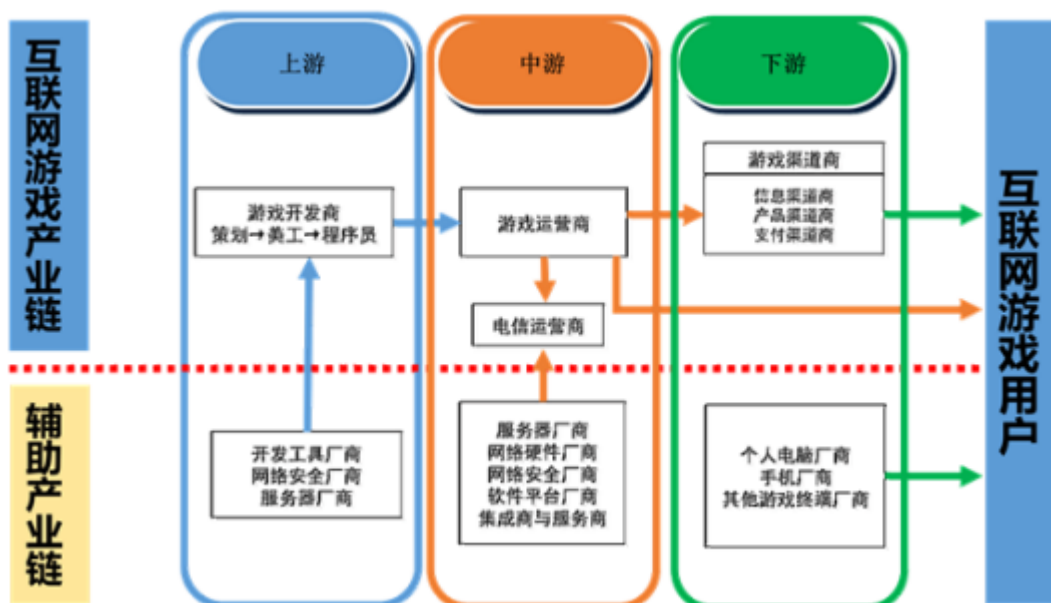 互联网游戏产业链
上游
中游
下游
游戏开发商
策划→美工→程序员
游戏运营商
电信运营商
游戏渠道商
信息渠道商
产品渠道商
支付渠道商
辅助产业链
开发工具厂商
网络安全厂商
服务器厂商
服务器厂商
网络硬件厂商
网络安全厂商
软件平台厂商
集成商与服务商
个人电脑厂商
手机厂商
其他游戏终端厂商
互联网游戏用户